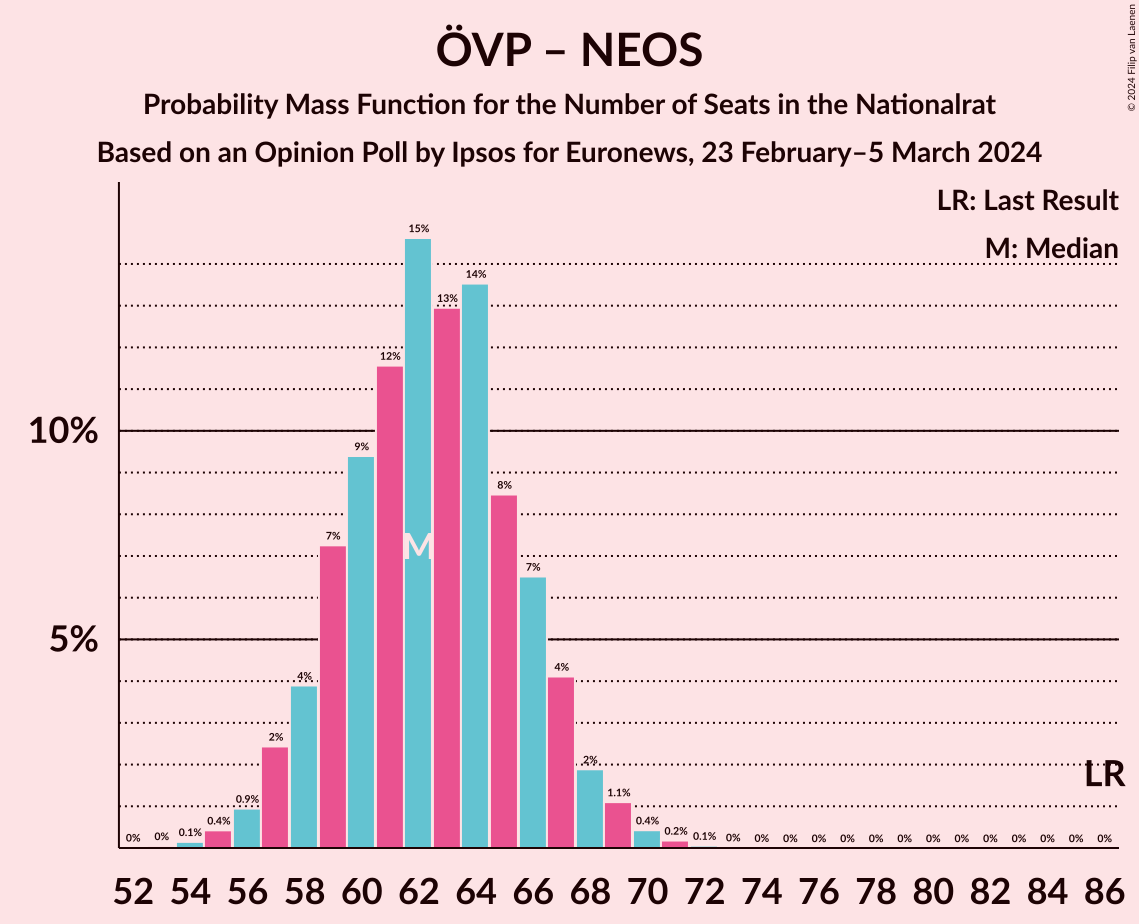 ÖVP – NEOS
Probability Mass Function for the Number of Seats in the Nationalrat
Based on an Opinion Poll by Ipsos for Euronews, 23 February–5 March 2024
© 2024 Filip van Laenen
LR: Last Result
M: Median
10%
5%
0% 0% 0.1% 0.4% 0.9% 2% 4% 7% 9% 12% 15% 13% 14% 8% 7% 4% 2% 1.1% 0.4% 0.2% 0.1% 0% 0% 0% 0% 0% 0% 0% 0% 0% 0% 0% 0% 0% 0%
M
LR
52 54 56 58 60 62 64 66 68 70 72 74 76 78 80 82 84 86